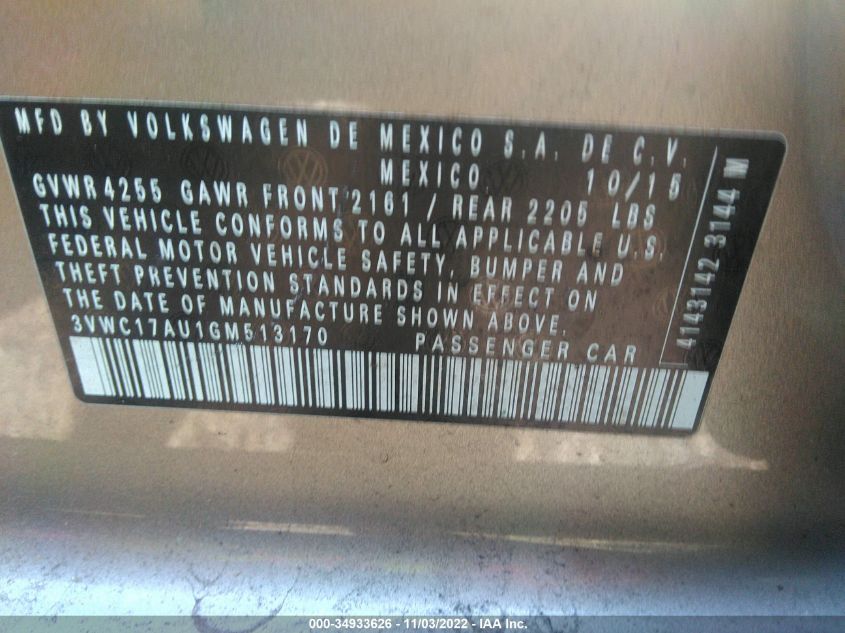 MFD BY VOLKSWAGEN DE MEXICO S.A. DE C.V.
MEXICO. 10/15
GVWR 4255 GAWR FRONT 2161 / REAR 2205 LBS
THIS VEHICLE CONFORMS TO ALL APPLICABLE U.S.
FEDERAL MOTOR VEHICLE SAFETY, BUMPER AND
THEFT PREVENTION STANDARDS IN EFFECT ON
THE DATE OF MANUFACTURE SHOWN ABOVE.
3VWC17AU1GM513170 PASSENGER CAR
4143142 3144 M
000-34933626 - 11/03/2022 - © IAA Inc.